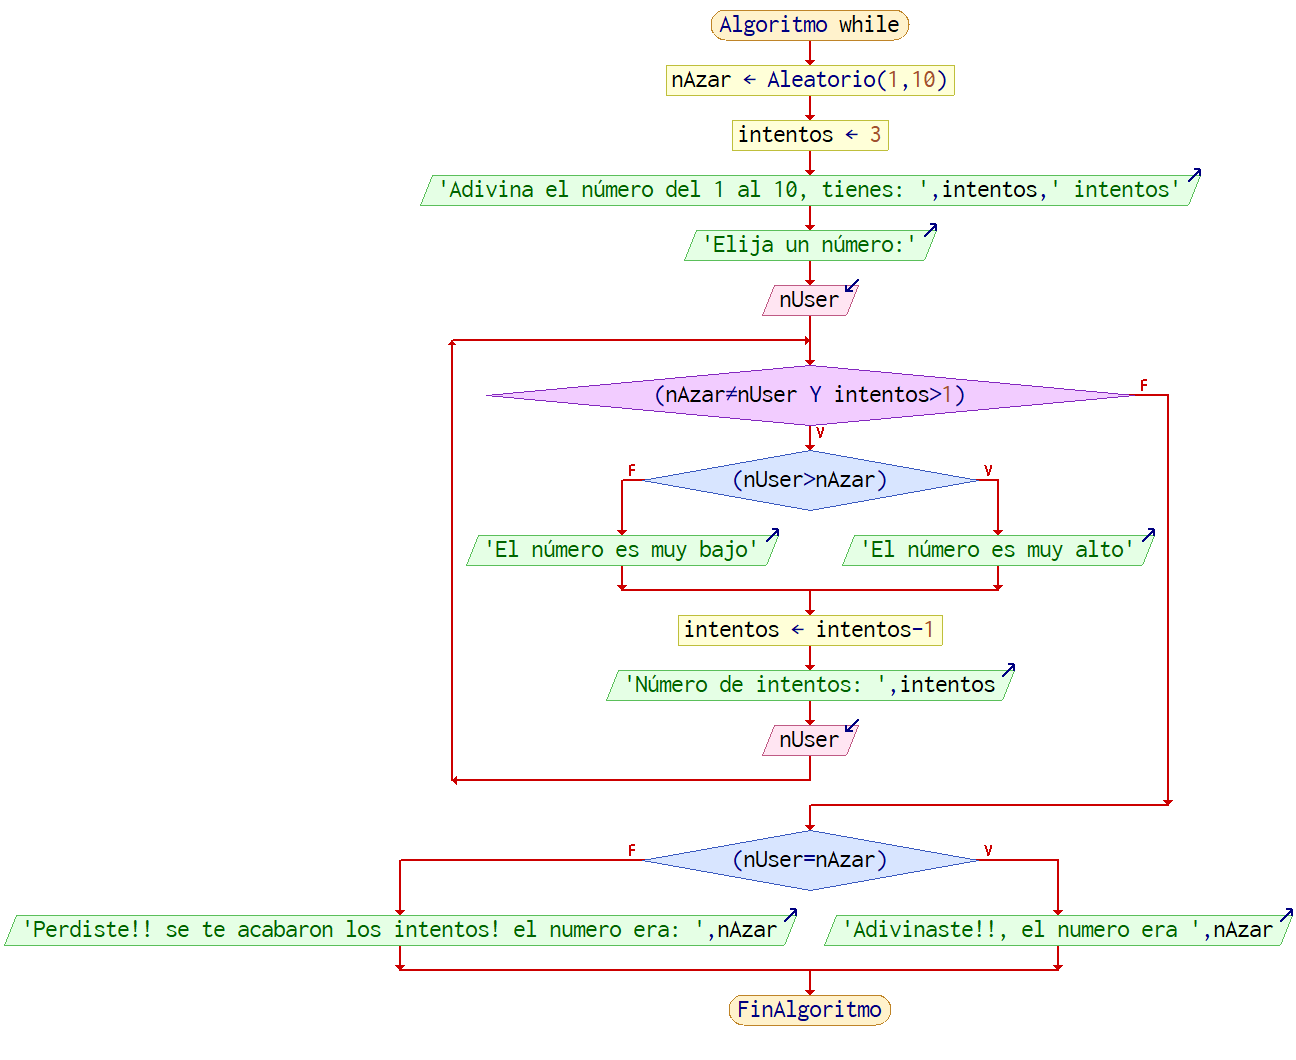 Algoritmo while
nAzar ← Aleatorio(1,10)
intentos ← 3
'Adivina el número del 1 al 10, tienes: ',intentos,' intentos'
'Elija un número:'
nUser
(nAzar≠nUser Y intentos>1)
F
V
(nUser>nAzar)
F
V
'El número es muy bajo'
'El número es muy alto'
intentos ← intentos-1
'Número de intentos: ',intentos
nUser
(nUser=nAzar)
F
V
'Perdiste!! se te acabaron los intentos! el numero era: ',nAzar
'Adivinaste!!, el numero era ',nAzar
FinAlgoritmo